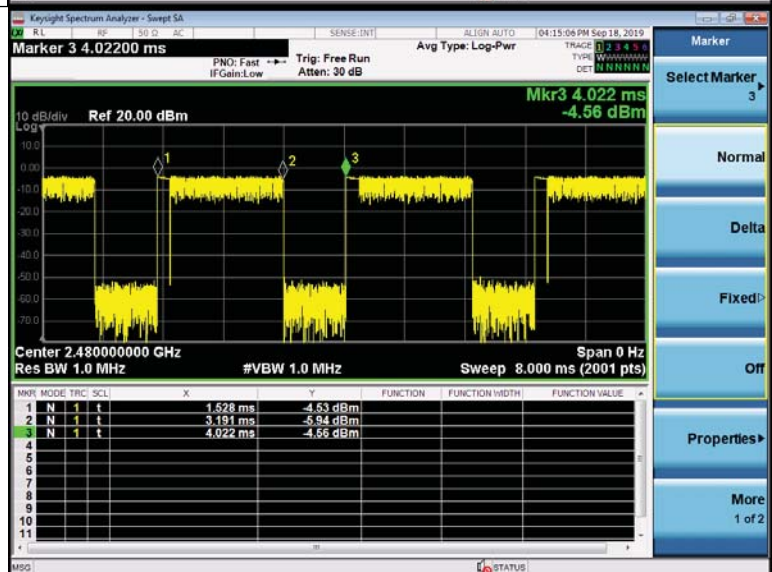 Keysight Spectrum Analyzer - Swept SA
RL RF 50 Ω AC SENSE:INT ALIGN AUTO 04:15:06 PM Sep 18, 2019
Marker 3 4.02200 ms
PNO: Fast
IFGain:Low
Trig: Free Run
Atten: 30 dB
Avg Type: Log-Pwr
TRACE 1 2 3 4 5 6
TYPE W
DET N N N N N N
Mkr3 4.022 ms
-4.56 dBm
10 dB/div Ref 20.00 dBm
Log
10.0
0.00
-10.0
-20.0
-30.0
-40.0
-50.0
-60.0
-70.0
1
2
3
Center 2.480000000 GHz Span 0 Hz
Res BW 1.0 MHz #VBW 1.0 MHz Sweep 8.000 ms (2001 pts)
MKR MODE TRC SCL X Y FUNCTION FUNCTION WIDTH FUNCTION VALUE
1 N 1 t 1.528 ms -4.53 dBm
2 N 1 t 3.191 ms -5.94 dBm
3 N 1 t 4.022 ms -4.56 dBm
4
5
6
7
8
9
10
11
MSG STATUS
Marker
Select Marker
3
Normal
Delta
Fixed
Off
Properties
More
1 of 2